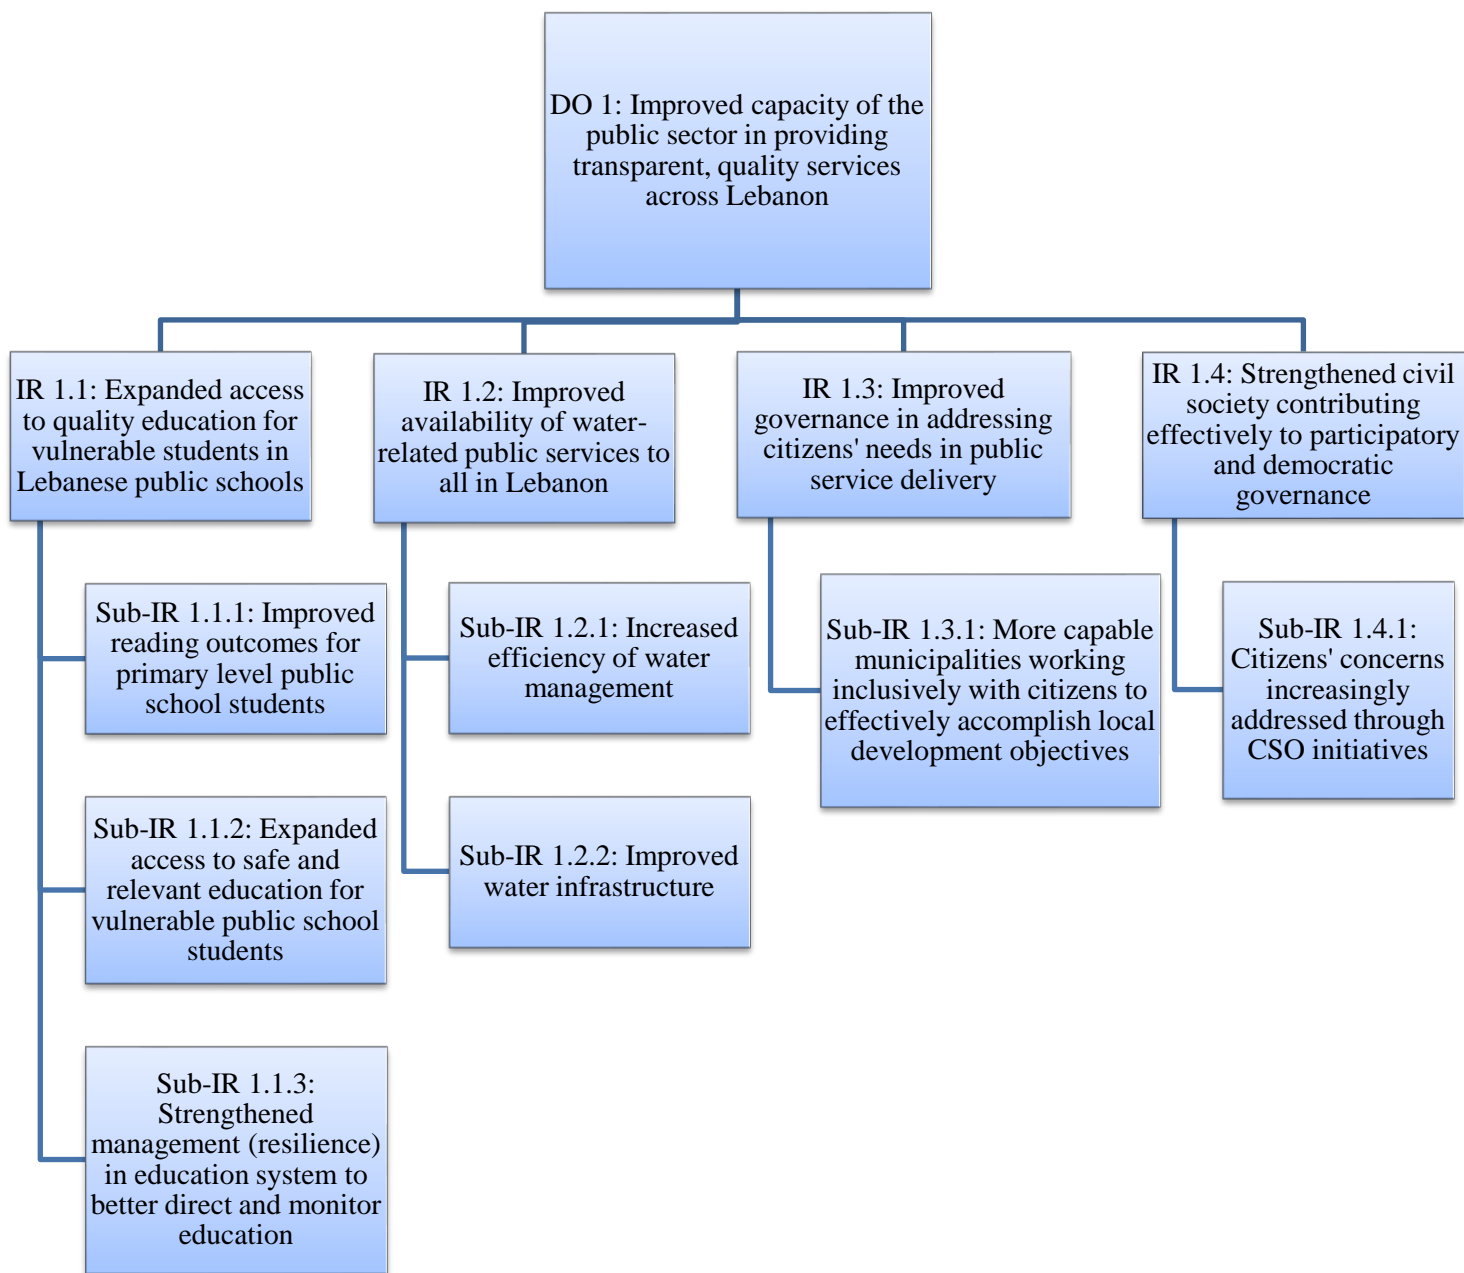 DO 1: Improved capacity of the
public sector in providing
transparent, quality services
across Lebanon
IR 1.1: Expanded access
to quality education for
vulnerable students in
Lebanese public schools
Sub-IR 1.1.1: Improved
reading outcomes for
primary level public
school students
Sub-IR 1.1.2: Expanded
access to safe and
relevant education for
vulnerable public school
students
Sub-IR 1.1.3:
Strengthened
management (resilience)
in education system to
better direct and monitor
education
IR 1.2: Improved
availability of water-
related public services to
all in Lebanon
Sub-IR 1.2.1: Increased
efficiency of water
management
Sub-IR 1.2.2: Improved
water infrastructure
IR 1.3: Improved
governance in addressing
citizens' needs in public
service delivery
Sub-IR 1.3.1: More capable
municipalities working
inclusively with citizens to
effectively accomplish local
development objectives
IR 1.4: Strengthened civil
society contributing
effectively to participatory
and democratic
governance
Sub-IR 1.4.1:
Citizens' concerns
increasingly
addressed through
CSO initiatives